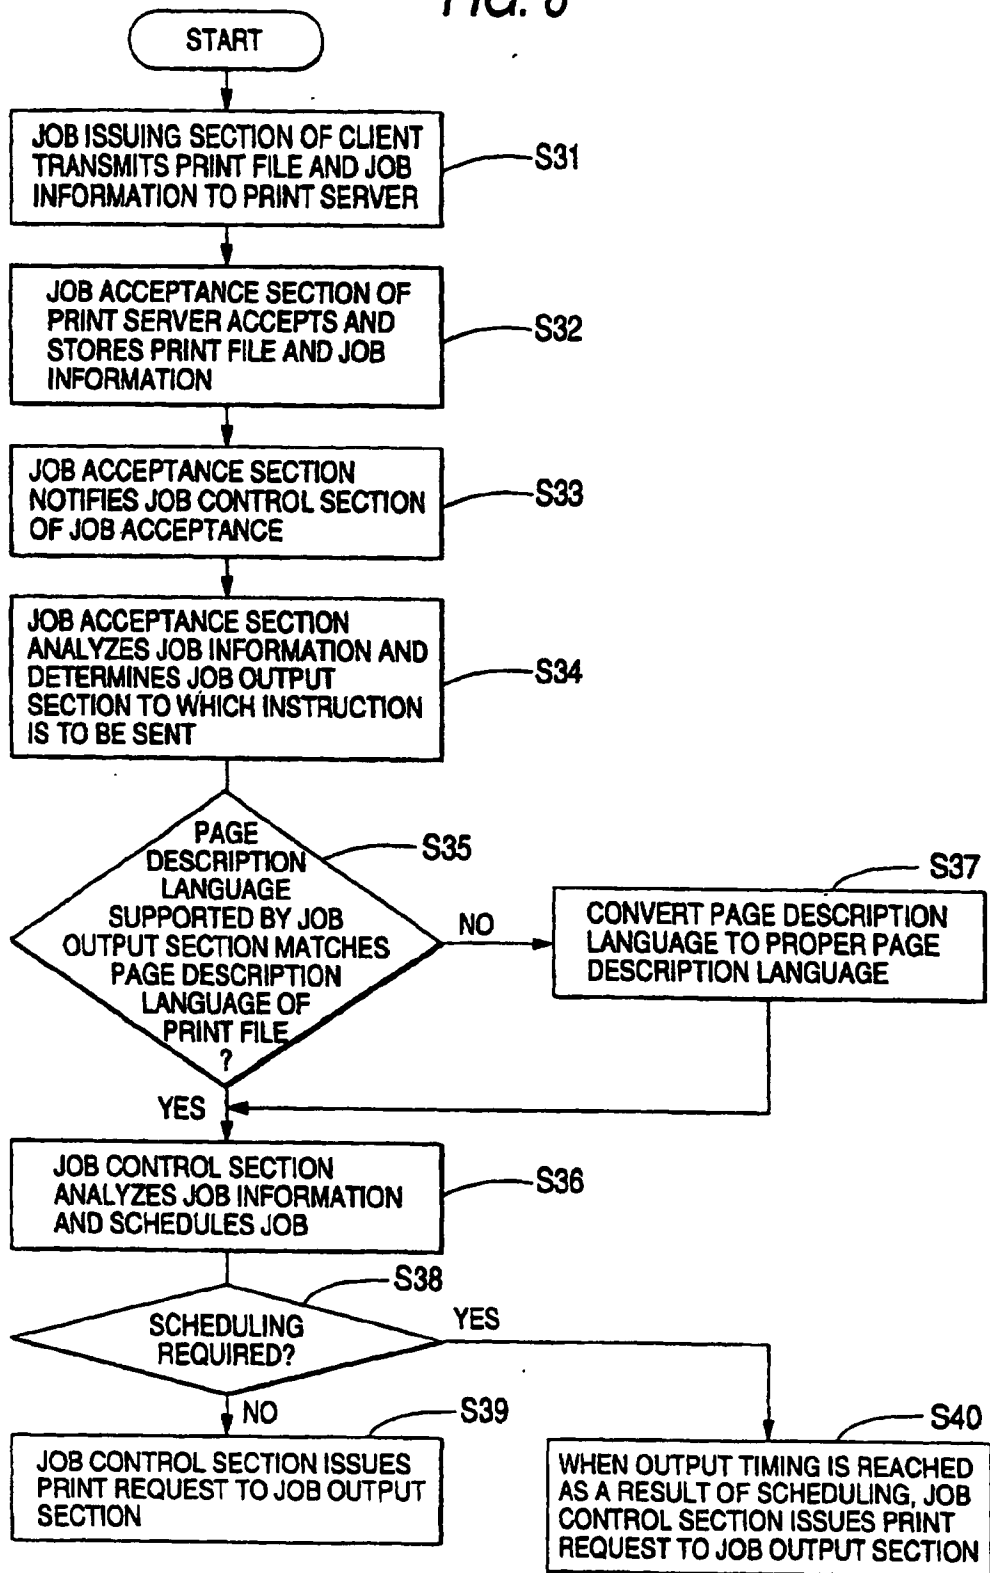 START
JOB ISSUING SECTION OF CLIENT
TRANSMITS PRINT FILE AND JOB
INFORMATION TO PRINT SERVER
S31
JOB ACCEPTANCE SECTION OF
PRINT SERVER ACCEPTS AND
STORES PRINT FILE AND JOB
INFORMATION
S32
JOB ACCEPTANCE SECTION
NOTIFIES JOB CONTROL SECTION
OF JOB ACCEPTANCE
S33
JOB ACCEPTANCE SECTION
ANALYZES JOB INFORMATION AND
DETERMINES JOB OUTPUT
SECTION TO WHICH INSTRUCTION
IS TO BE SENT
S34
PAGE
DESCRIPTION
LANGUAGE
SUPPORTED BY JOB
OUTPUT SECTION MATCHES
PAGE DESCRIPTION
LANGUAGE OF
PRINT FILE
?
S35
NO
S37
CONVERT PAGE DESCRIPTION
LANGUAGE TO PROPER PAGE
DESCRIPTION LANGUAGE
YES
JOB CONTROL SECTION
ANALYZES JOB INFORMATION
AND SCHEDULES JOB
S36
SCHEDULING
REQUIRED?
S38
YES
NO
S39
JOB CONTROL SECTION ISSUES
PRINT REQUEST TO JOB OUTPUT
SECTION
S40
WHEN OUTPUT TIMING IS REACHED
AS A RESULT OF SCHEDULING, JOB
CONTROL SECTION ISSUES PRINT
REQUEST TO JOB OUTPUT SECTION